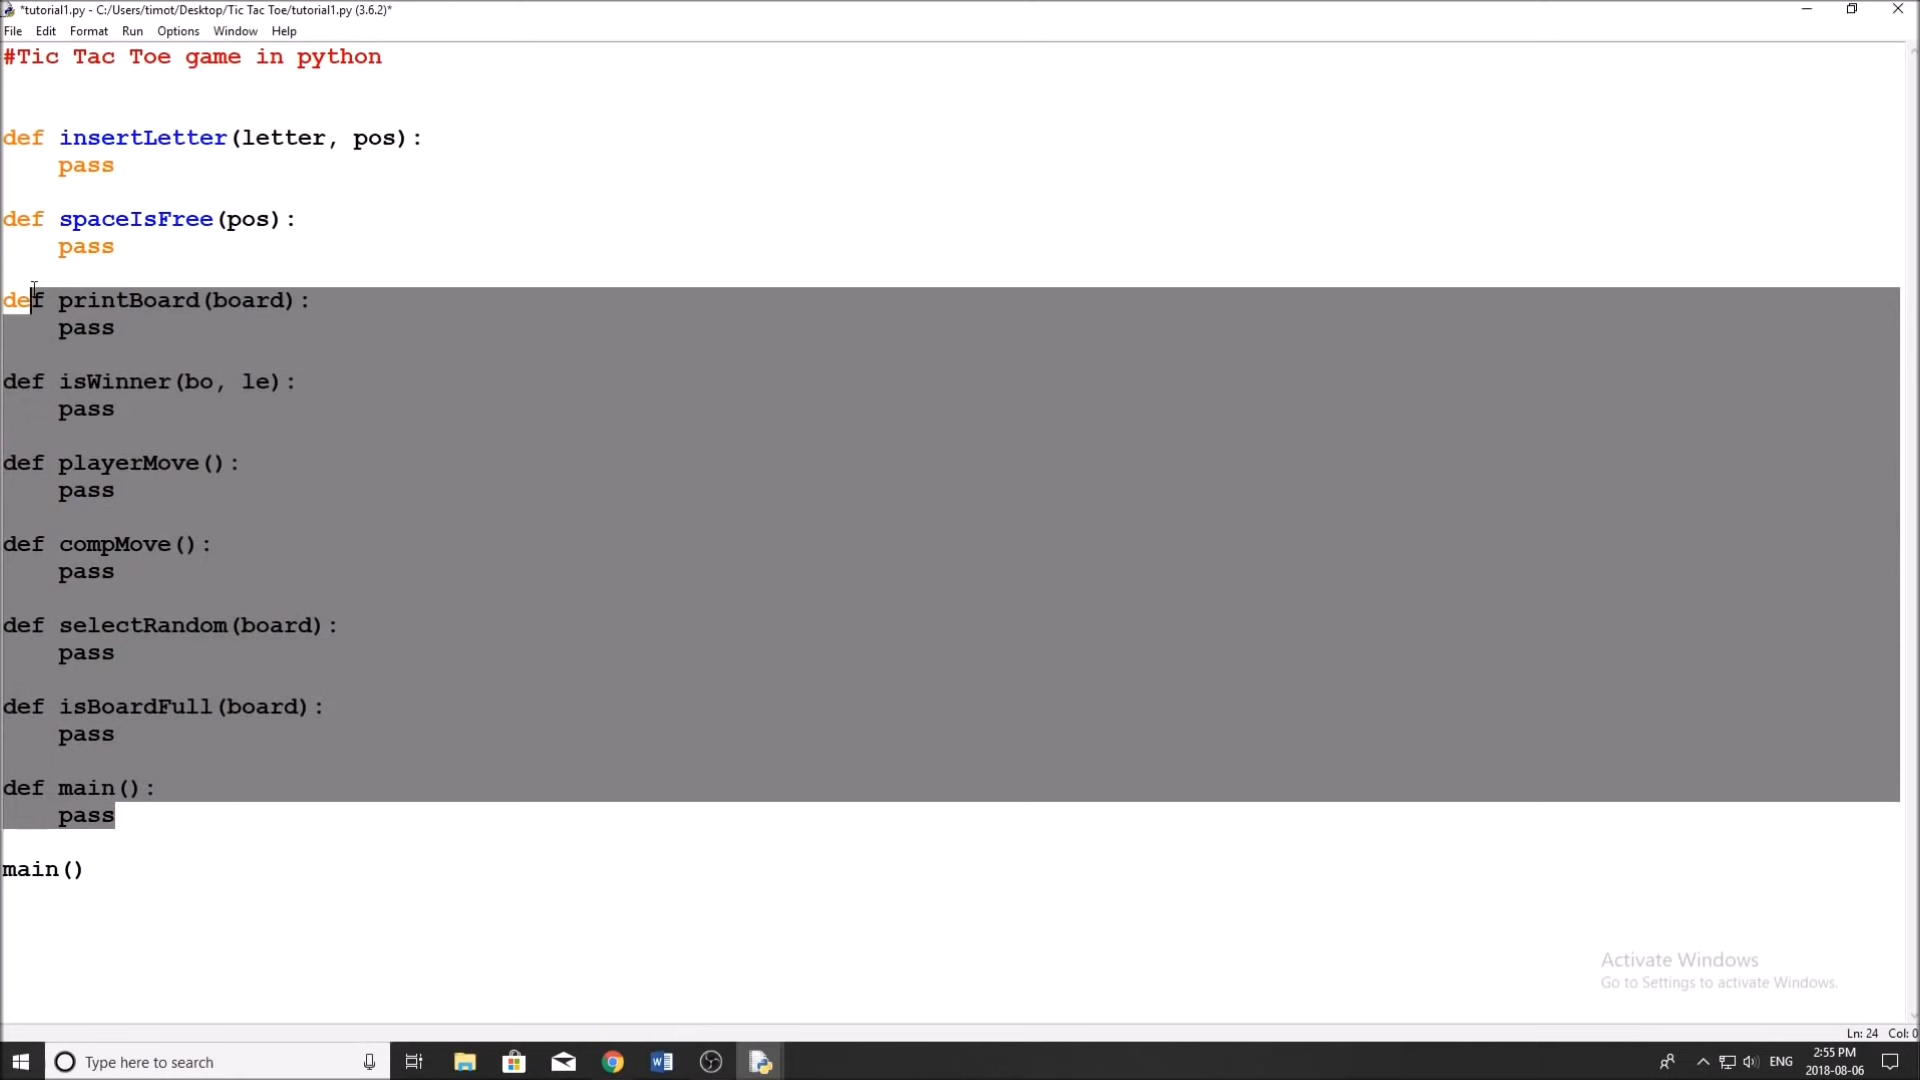 *tutorial1.py - C:/Users/timot/Desktop/Tic Tac Toe/tutorial1.py (3.6.2)*
File Edit Format Run Options Window Help
#Tic Tac Toe game in python
def insertLetter(letter, pos):
    pass
def spaceIsFree(pos):
    pass
def printBoard(board):
    pass
def isWinner(bo, le):
    pass
def playerMove():
    pass
def compMove():
    pass
def selectRandom(board):
    pass
def isBoardFull(board):
    pass
def main():
    pass
main()
Activate Windows
Go to Settings to activate Windows.
Ln: 24 Col: 0
Type here to search
ENG
2:55 PM
2018-08-06